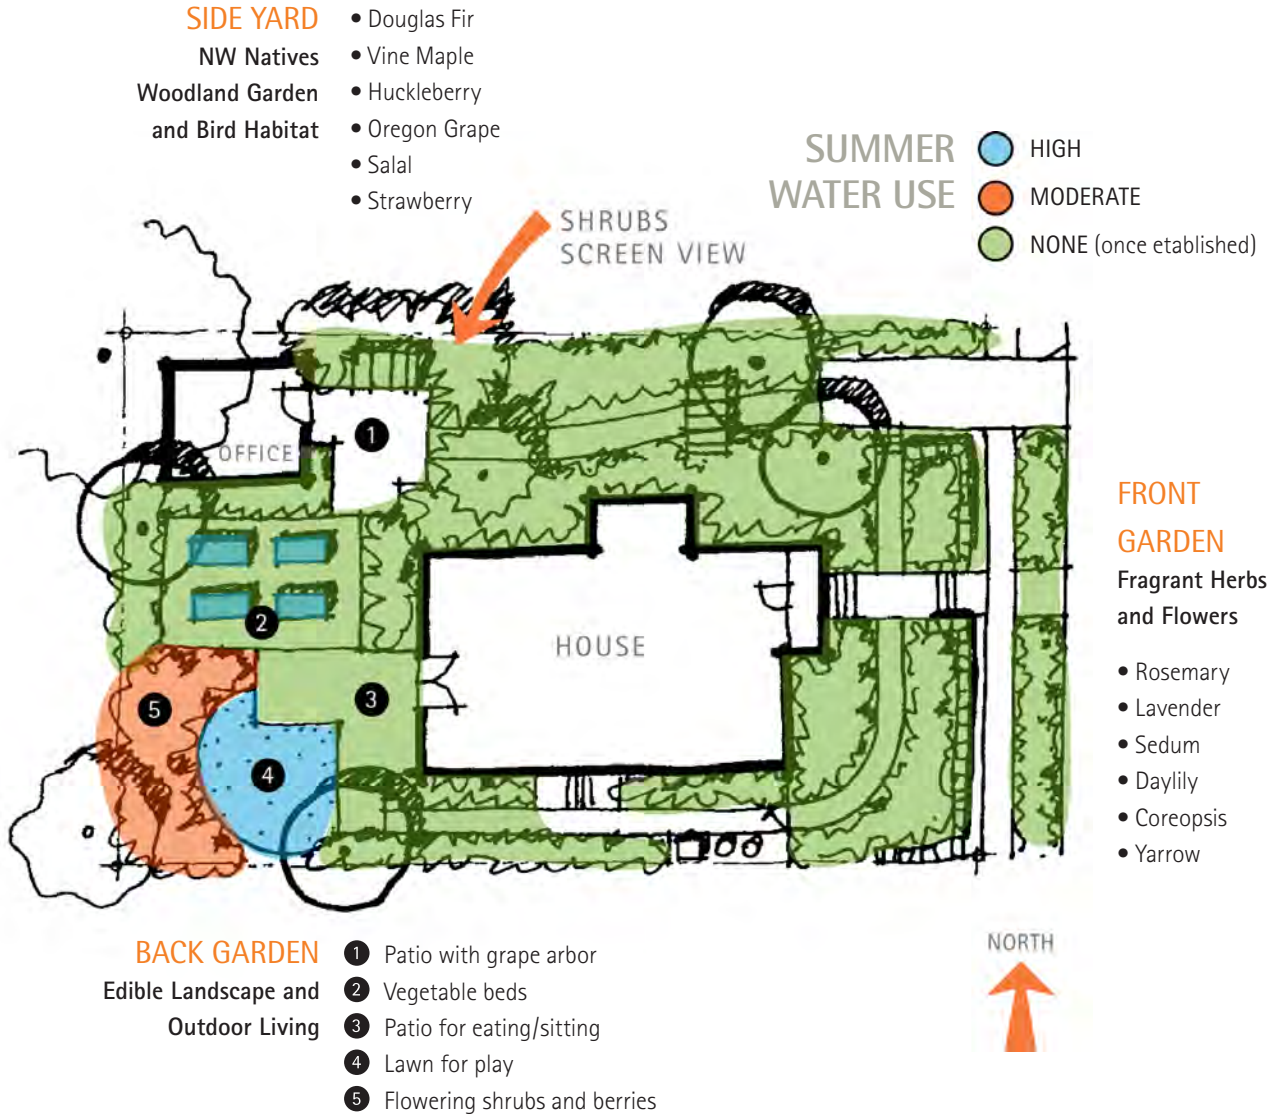 SIDE YARD
NW Natives
Woodland Garden
and Bird Habitat
• Douglas Fir
• Vine Maple
• Huckleberry
• Oregon Grape
• Salal
• Strawberry
SUMMER
WATER USE
HIGH
MODERATE
NONE (once etablished)
SHRUBS
SCREEN VIEW
OFFICE
1
2
3
4
5
HOUSE
FRONT
GARDEN
Fragrant Herbs
and Flowers
• Rosemary
• Lavender
• Sedum
• Daylily
• Coreopsis
• Yarrow
NORTH
BACK GARDEN
Edible Landscape and
Outdoor Living
1 Patio with grape arbor
2 Vegetable beds
3 Patio for eating/sitting
4 Lawn for play
5 Flowering shrubs and berries